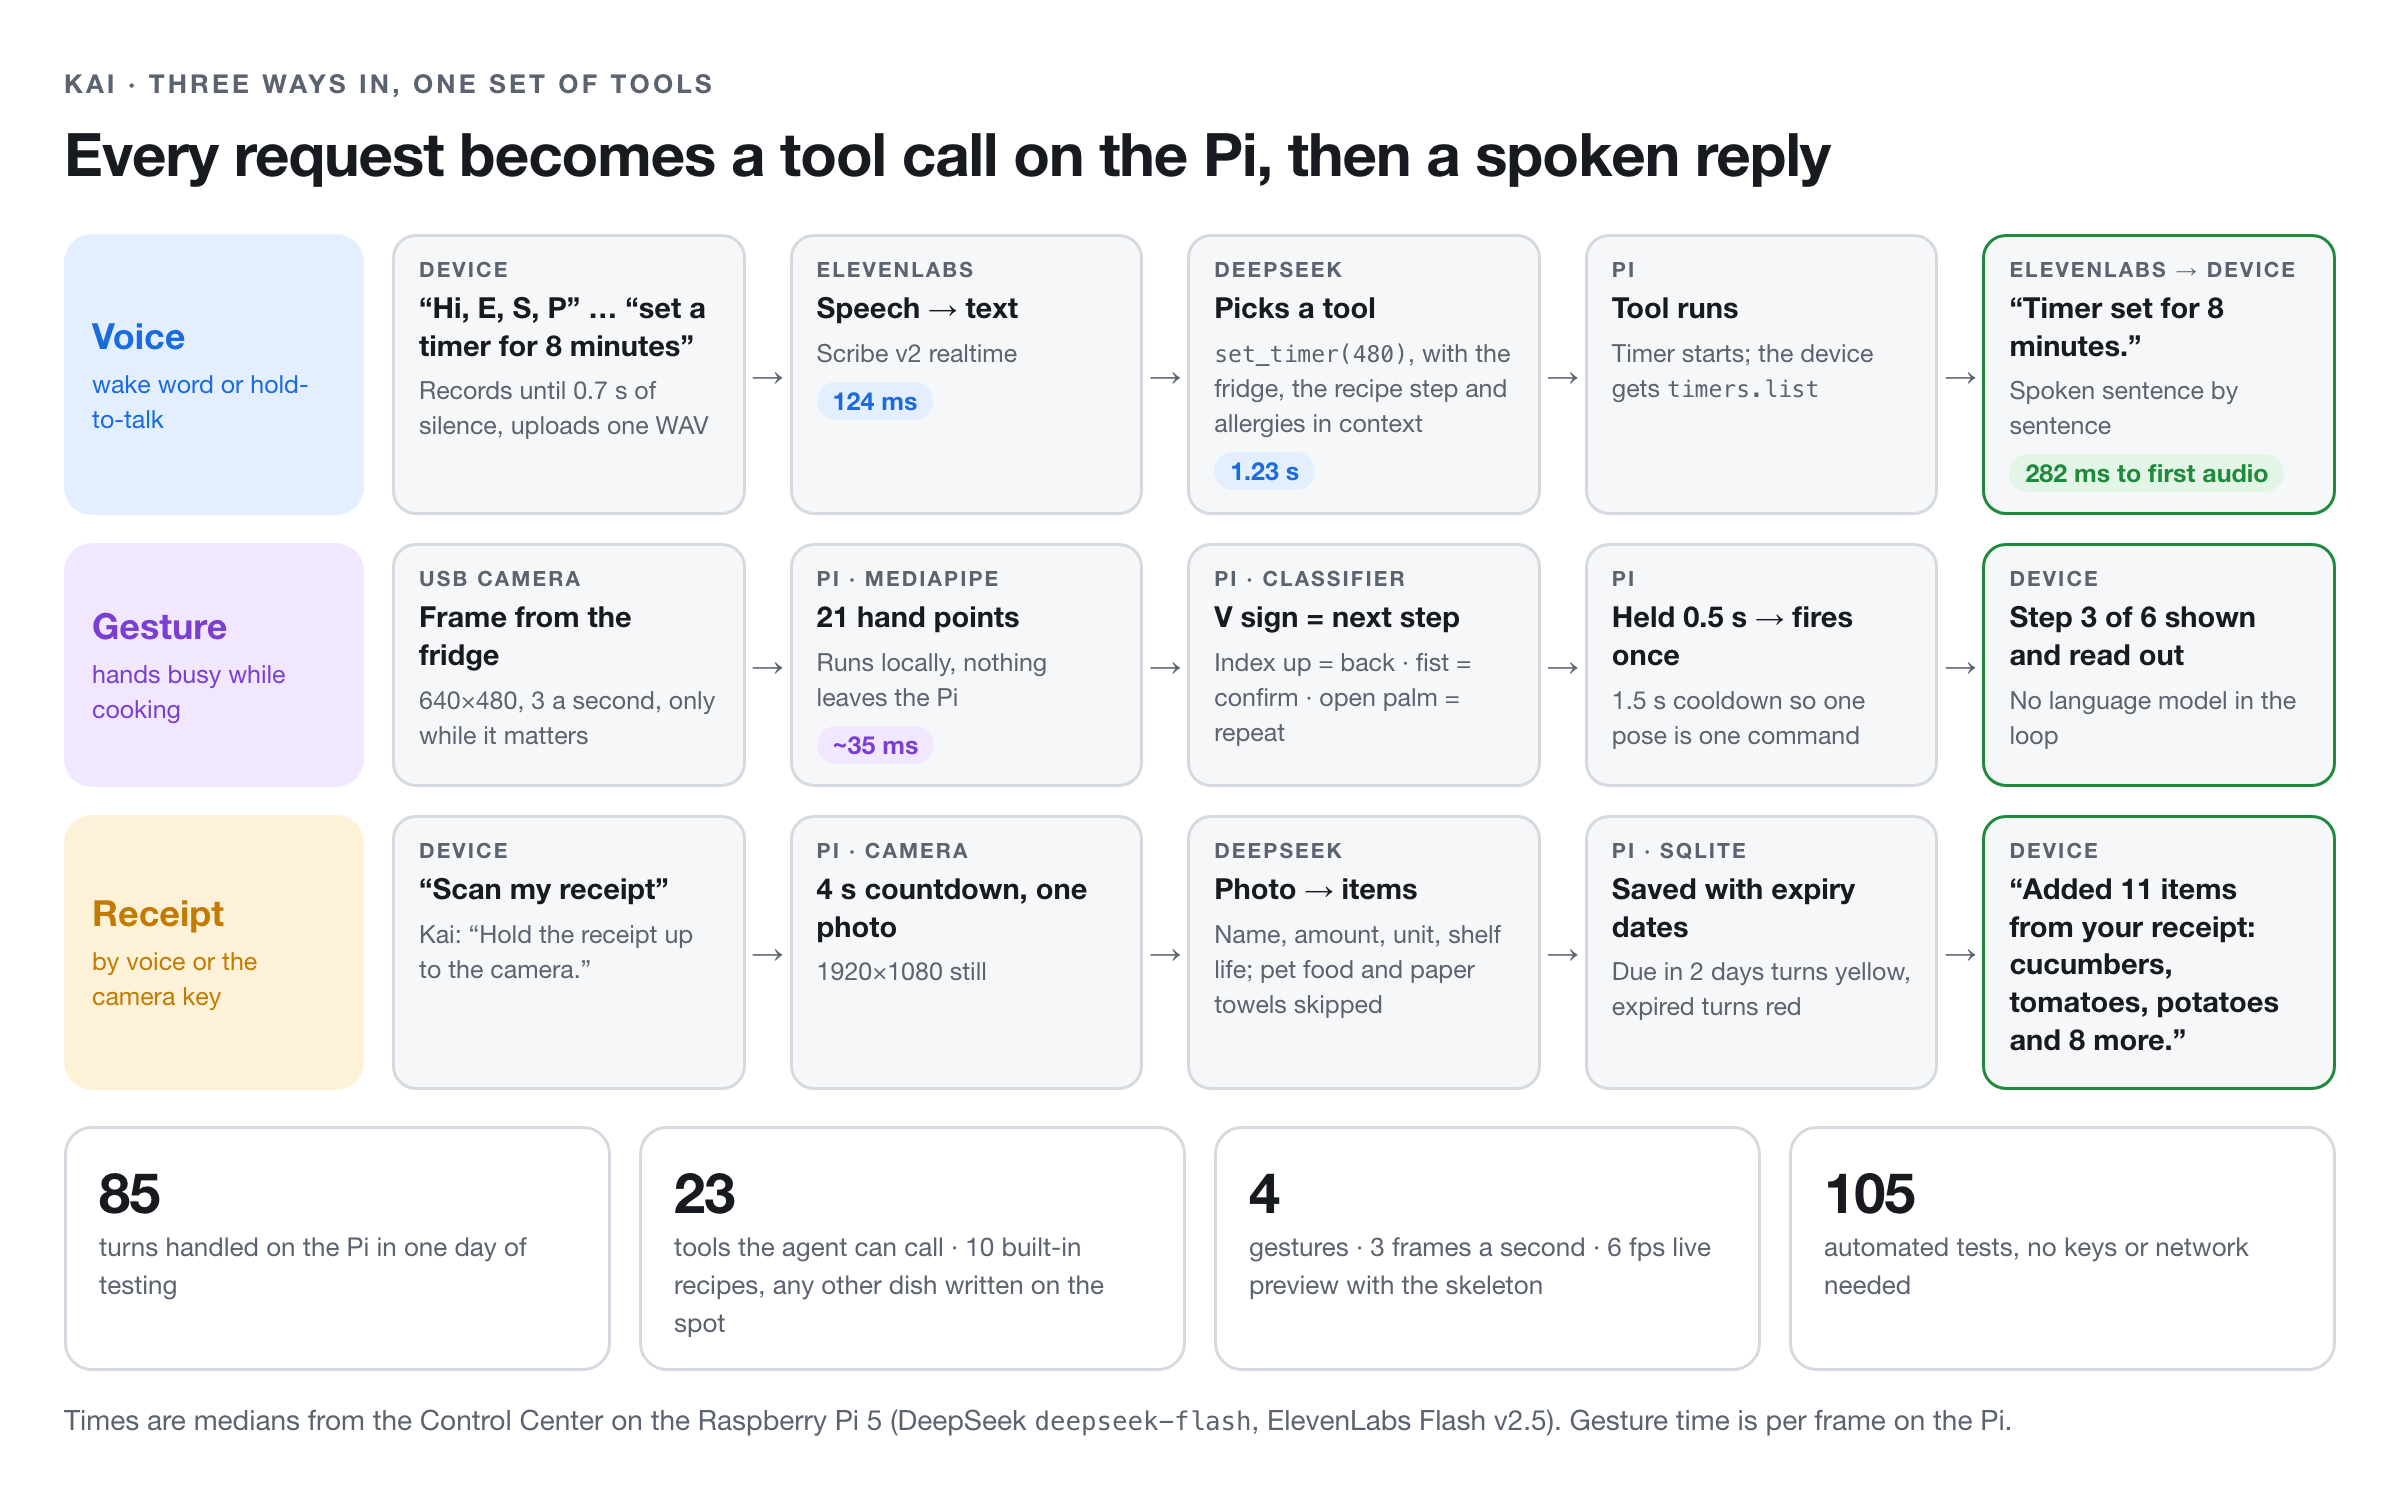 KAI · THREE WAYS IN, ONE SET OF TOOLS
Every request becomes a tool call on the Pi, then a spoken reply
Voice
wake word or hold-
to-talk
DEVICE
“Hi, E, S, P” … “set a
timer for 8 minutes”
Records until 0.7 s of
silence, uploads one WAV
→
ELEVENLABS
Speech → text
Scribe v2 realtime
124 ms
→
DEEPSEEK
Picks a tool
set_timer(480), with the
fridge, the recipe step and
allergies in context
1.23 s
→
PI
Tool runs
Timer starts; the device
gets timers.list
→
ELEVENLABS → DEVICE
“Timer set for 8
minutes.”
Spoken sentence by
sentence
282 ms to first audio
Gesture
hands busy while
cooking
USB CAMERA
Frame from the
fridge
640×480, 3 a second, only
while it matters
→
PI · MEDIAPIPE
21 hand points
Runs locally, nothing
leaves the Pi
~35 ms
→
PI · CLASSIFIER
V sign = next step
Index up = back · fist =
confirm · open palm =
repeat
→
PI
Held 0.5 s → fires
once
1.5 s cooldown so one
pose is one command
→
DEVICE
Step 3 of 6 shown
and read out
No language model in the
loop
Receipt
by voice or the
camera key
DEVICE
“Scan my receipt”
Kai: “Hold the receipt up
to the camera.”
→
PI · CAMERA
4 s countdown, one
photo
1920×1080 still
→
DEEPSEEK
Photo → items
Name, amount, unit, shelf
life; pet food and paper
towels skipped
→
PI · SQLITE
Saved with expiry
dates
Due in 2 days turns yellow,
expired turns red
→
DEVICE
“Added 11 items
from your receipt:
cucumbers,
tomatoes, potatoes
and 8 more.”
85
turns handled on the Pi in one day of
testing
23
tools the agent can call · 10 built-in
recipes, any other dish written on the
spot
4
gestures · 3 frames a second · 6 fps live
preview with the skeleton
105
automated tests, no keys or network
needed
Times are medians from the Control Center on the Raspberry Pi 5 (DeepSeek deepseek-flash, ElevenLabs Flash v2.5). Gesture time is per frame on the Pi.